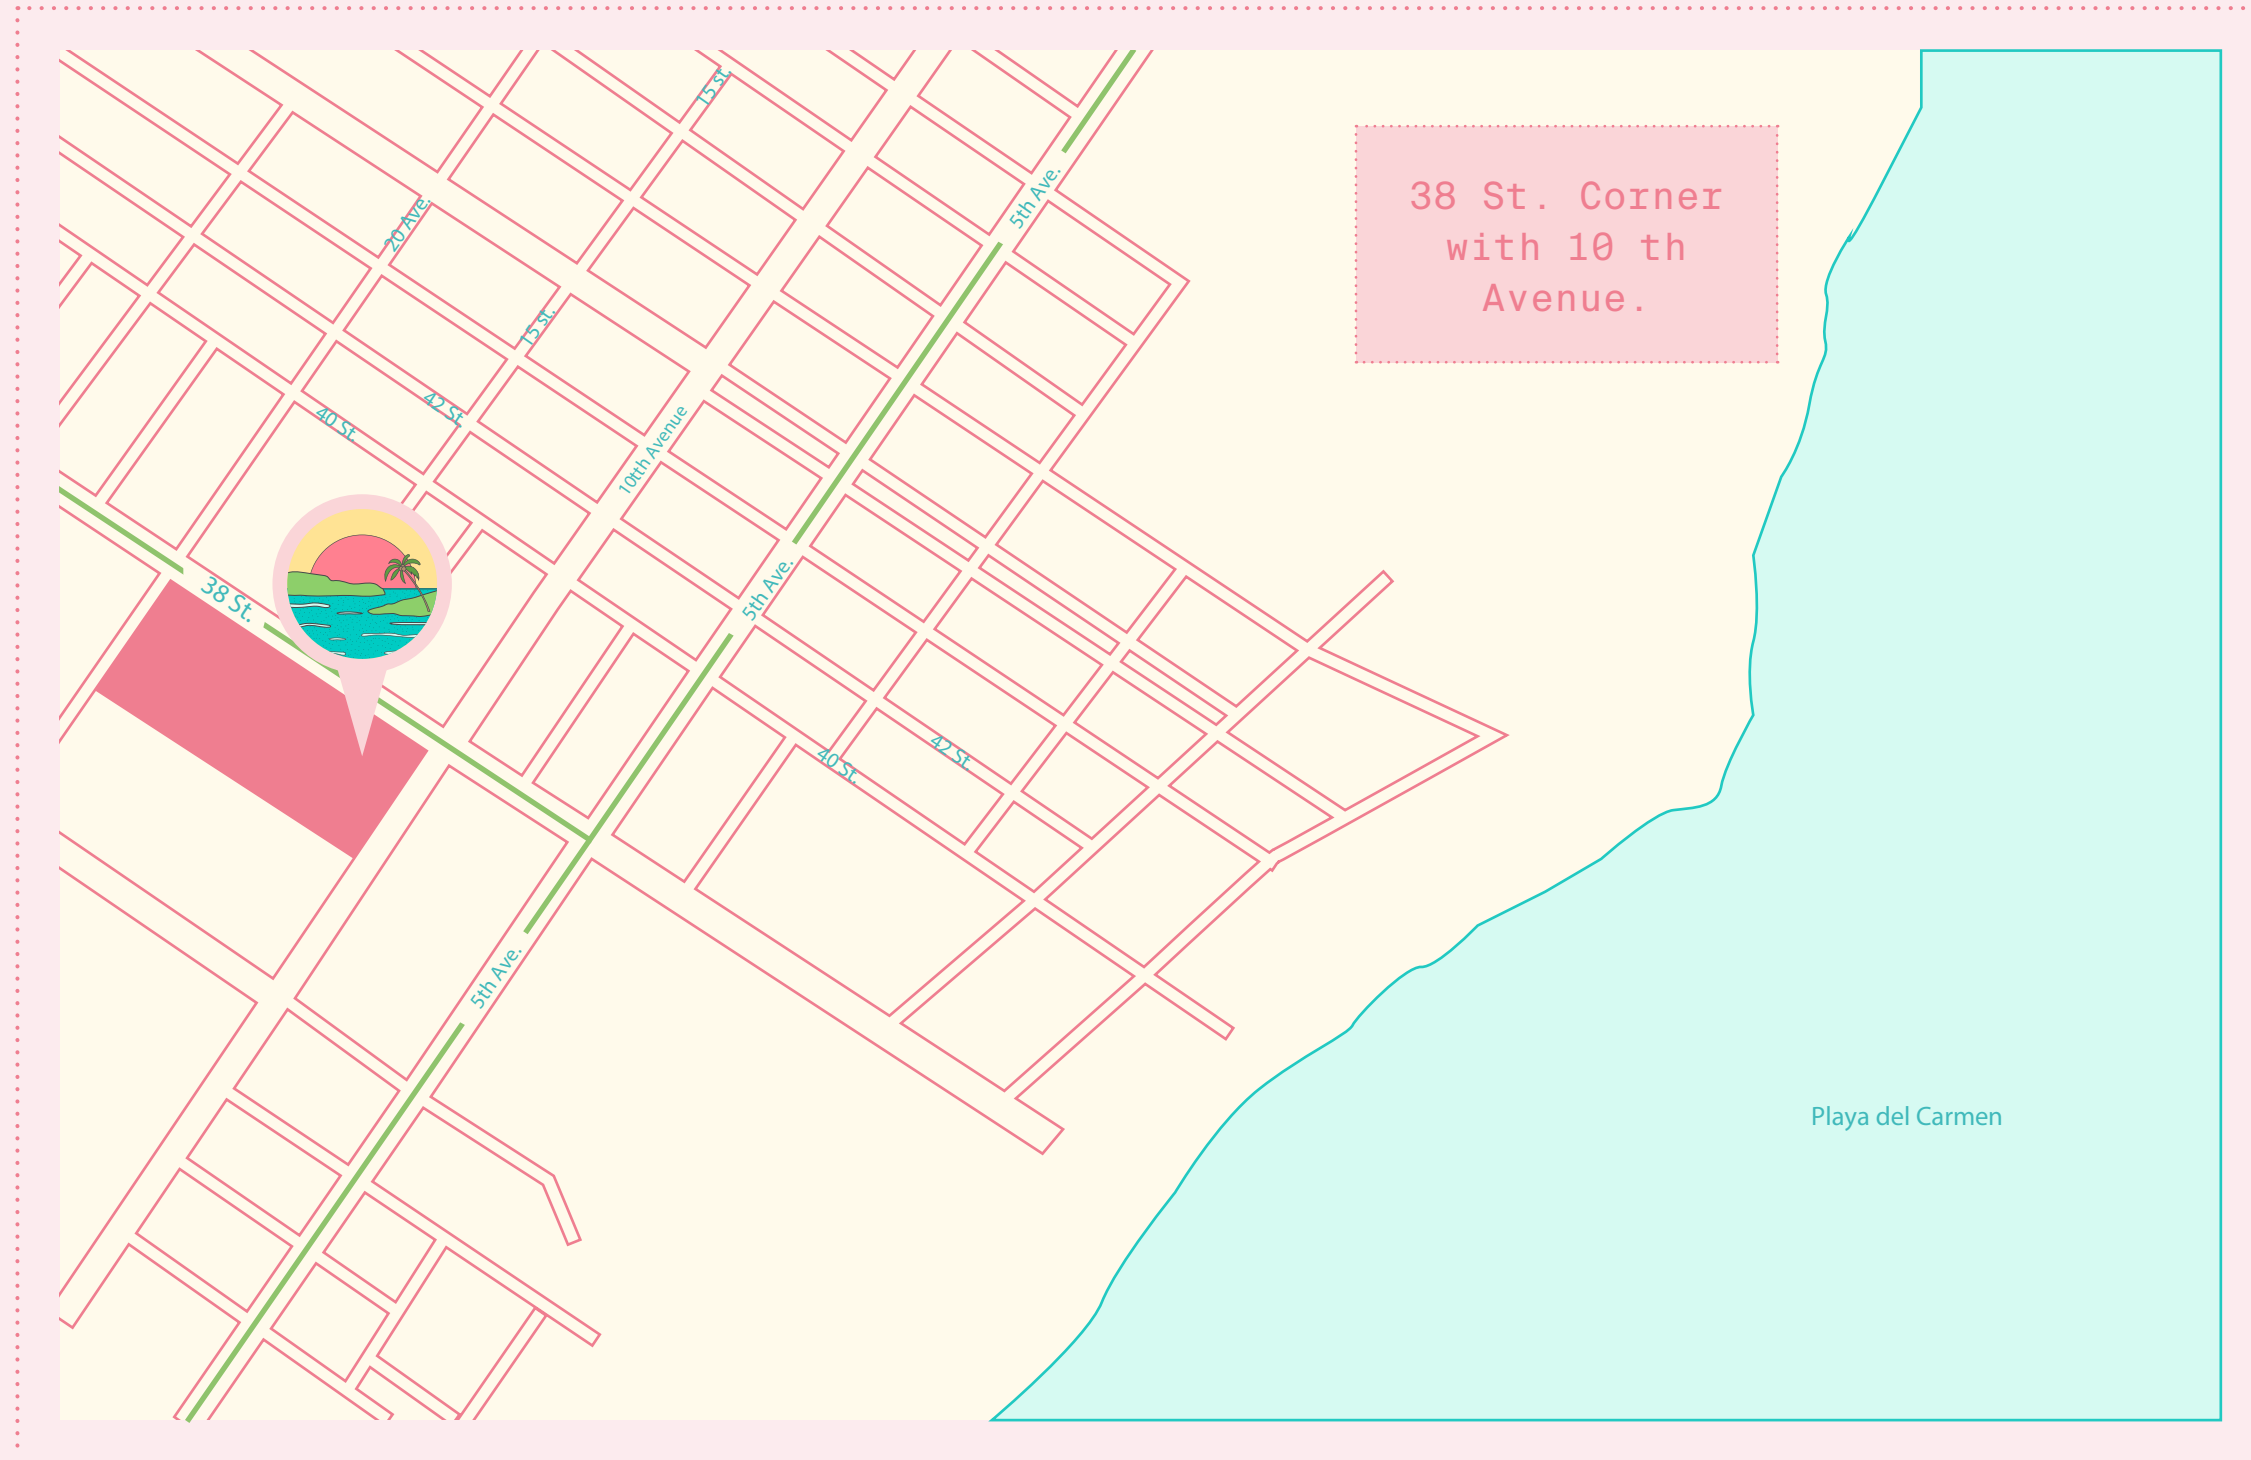 15 st.
5th Ave.
38 St. Corner
with 10 th
Avenue.
20 Ave.
15 st.
42 St.
40 St.
10tth Avenue
38 St.
5th Ave.
42 St.
40 St.
5th Ave.
Playa del Carmen